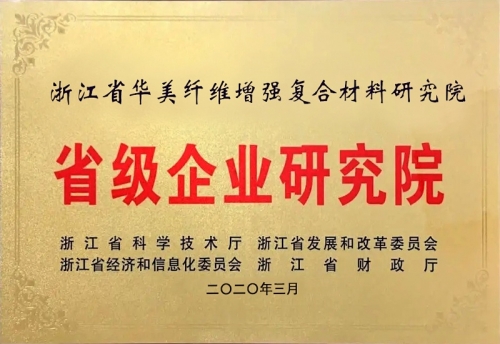 浙江省华美纤维增强复合材料研究院
省级企业研究院
浙江省科学技术厅 浙江省发展和改革委员会
浙江省经济和信息化委员会 浙江省财政厅
二〇二〇年三月